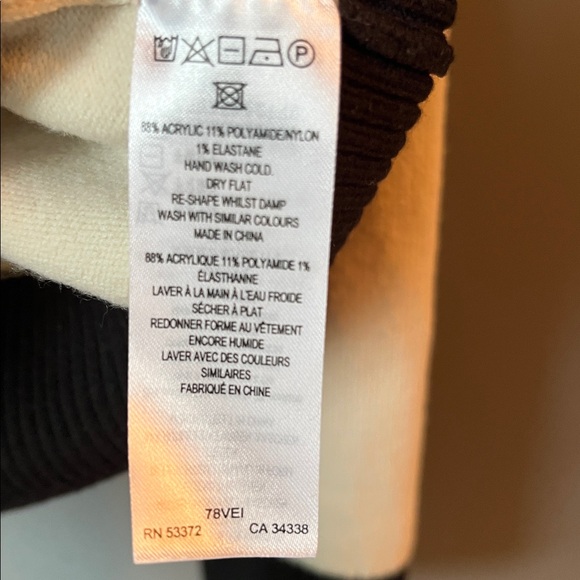 P
88% ACRYLIC 11% POLYAMIDE/NYLON
1% ELASTANE
HAND WASH COLD.
DRY FLAT
RE-SHAPE WHILST DAMP
WASH WITH SIMILAR COLOURS
MADE IN CHINA
88% ACRYLIQUE 11% POLYAMIDE 1%
ÉLASTHANNE
LAVER À LA MAIN À L'EAU FROIDE
SÉCHER À PLAT
REDONNER FORME AU VÊTEMENT
ENCORE HUMIDE
LAVER AVEC DES COULEURS
SIMILAIRES
FABRIQUÉ EN CHINE
78VEI
RN 53372 CA 34338